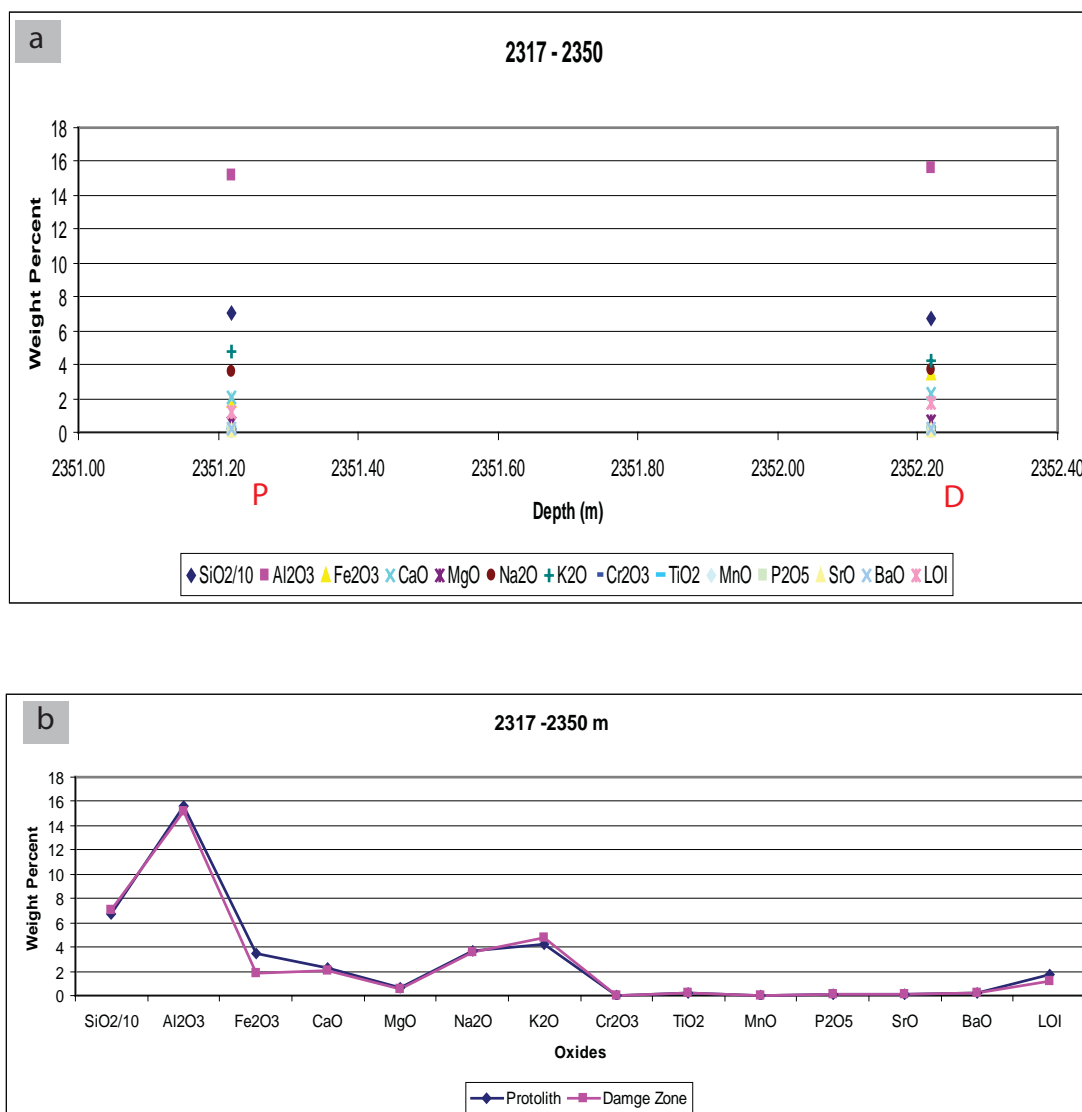 a
2317 - 2350
18
16
14
12
10
8
6
4
2
0
Weight Percent
2351.00 2351.20 2351.40 2351.60 2351.80 2352.00 2352.20 2352.40
P D
Depth (m)
SiO2/10 Al2O3 Fe2O3 CaO MgO Na2O K2O Cr2O3 TiO2 MnO P2O5 SrO BaO LOI
b
2317 -2350 m
18
16
14
12
10
8
6
4
2
0
Weight Percent
SiO2/10 Al2O3 Fe2O3 CaO MgO Na2O K2O Cr2O3 TiO2 MnO P2O5 SrO BaO LOI
Oxides
Protolith Damge Zone